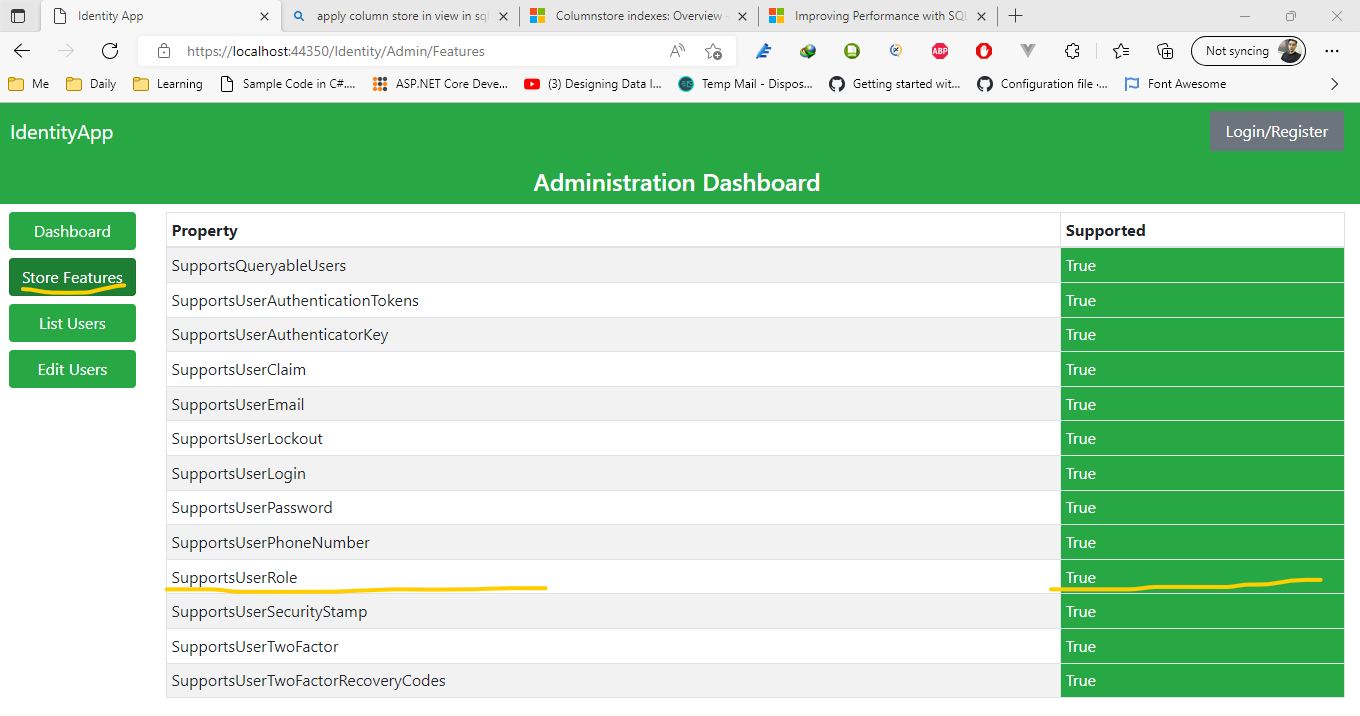 Identity App
apply column store in view in sq
Columnstore indexes: Overview
Improving Performance with SQL
https://localhost:44350/Identity/Admin/Features
Not syncing
Me
Daily
Learning
Sample Code in C#....
ASP.NET Core Deve...
(3) Designing Data I...
Temp Mail - Dispos...
Getting started wit...
Configuration file ·...
Font Awesome
IdentityApp
Login/Register
Administration Dashboard
Dashboard
Store Features
List Users
Edit Users
Property Supported
SupportsQueryableUsers True
SupportsUserAuthenticationTokens True
SupportsUserAuthenticatorKey True
SupportsUserClaim True
SupportsUserEmail True
SupportsUserLockout True
SupportsUserLogin True
SupportsUserPassword True
SupportsUserPhoneNumber True
SupportsUserRole True
SupportsUserSecurityStamp True
SupportsUserTwoFactor True
SupportsUserTwoFactorRecoveryCodes True